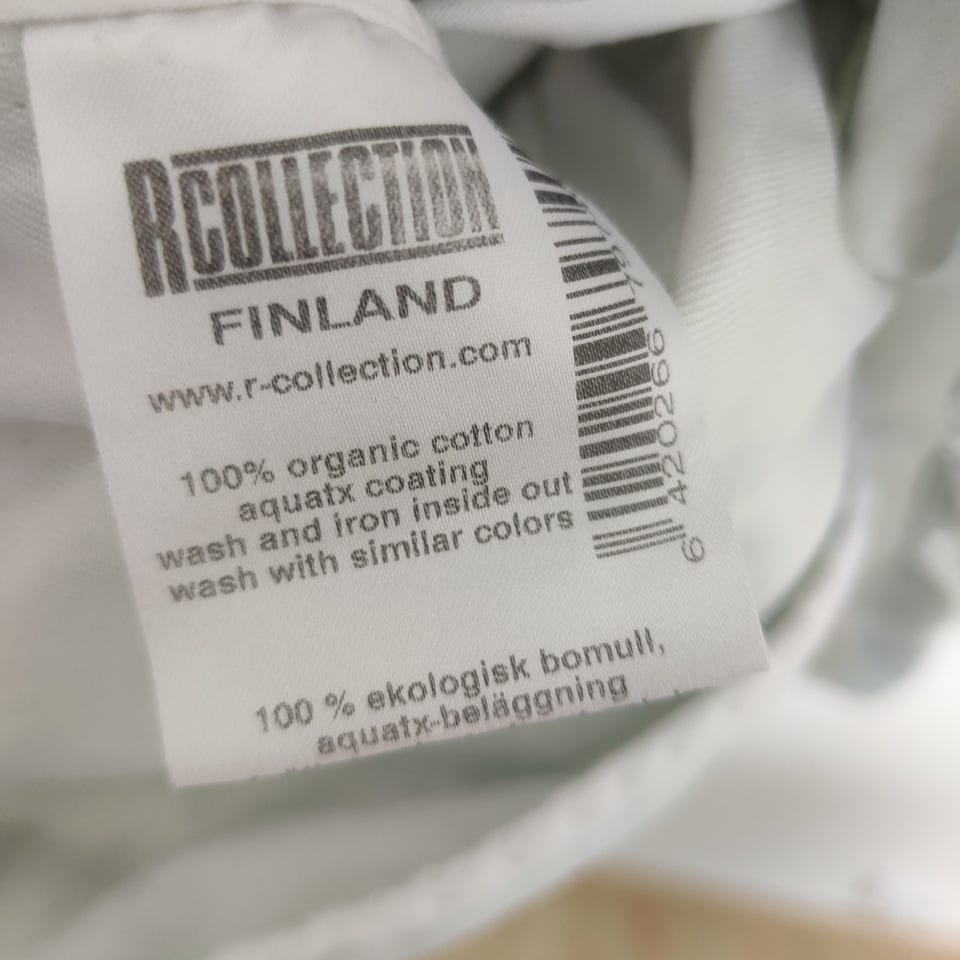 RCOLLECTION
FINLAND
www.r-collection.com
100% organic cotton
aquatx coating
wash and iron inside out
wash with similar colors
100 % ekologisk bomull,
aquatx-beläggning
6 420266